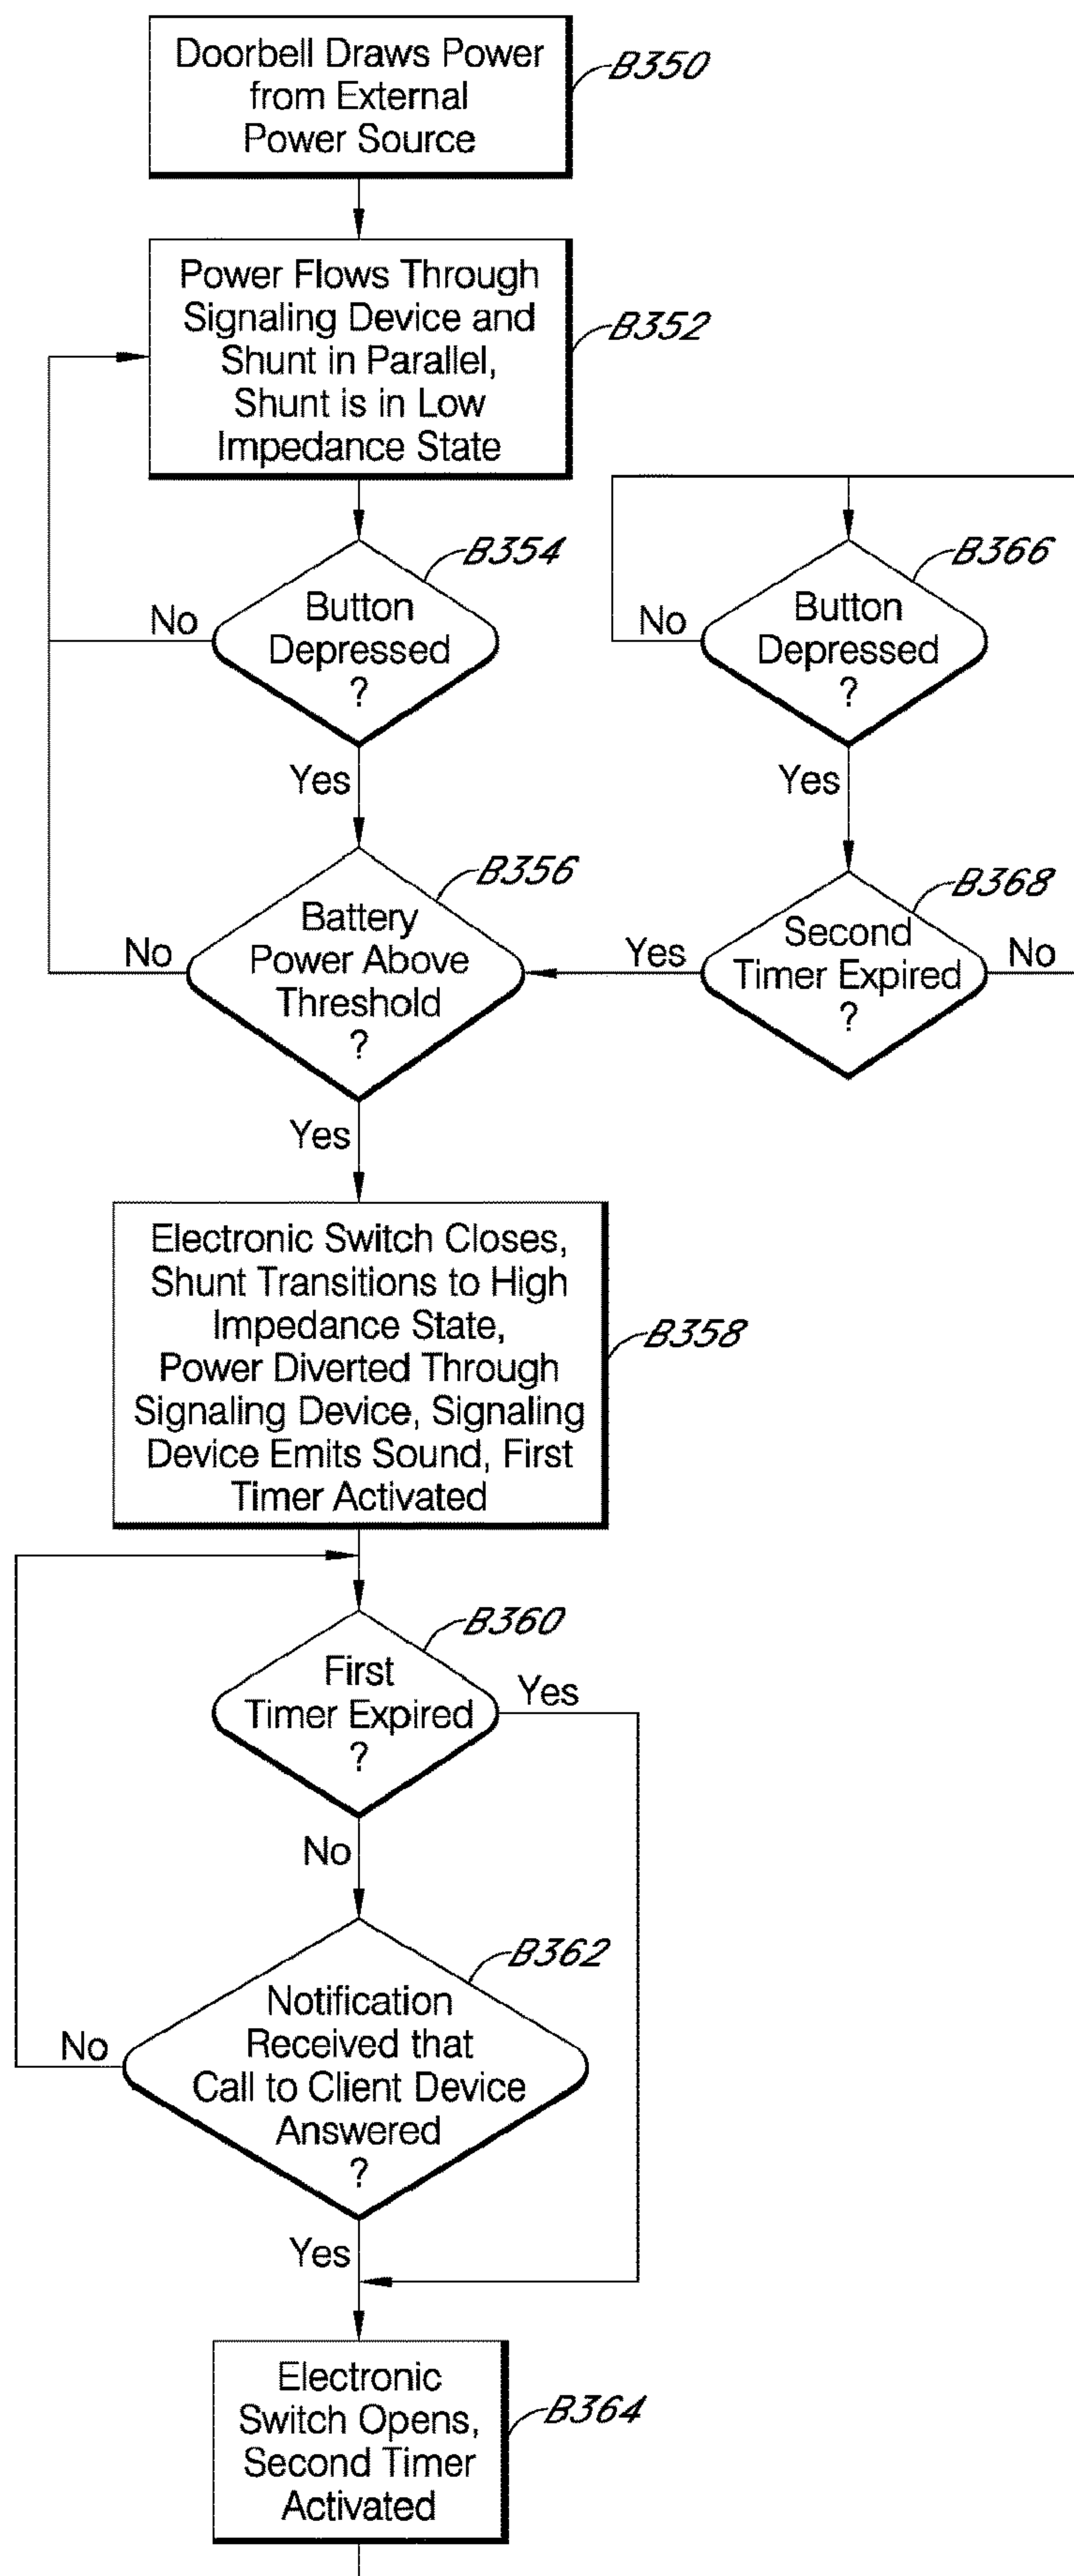 Doorbell Draws Power
from External
Power Source
B350
Power Flows Through
Signaling Device and
Shunt in Parallel,
Shunt is in Low
Impedance State
B352
Button
Depressed
?
B354
No
Yes
Button
Depressed
?
B366
No
Yes
Battery
Power Above
Threshold
?
B356
No
Yes
Second
Timer Expired
?
B368
Yes
No
Electronic Switch Closes,
Shunt Transitions to High
Impedance State,
Power Diverted Through
Signaling Device, Signaling
Device Emits Sound, First
Timer Activated
B358
First
Timer Expired
?
B360
Yes
No
Notification
Received that
Call to Client Device
Answered
?
B362
No
Yes
Electronic
Switch Opens,
Second Timer
Activated
B364